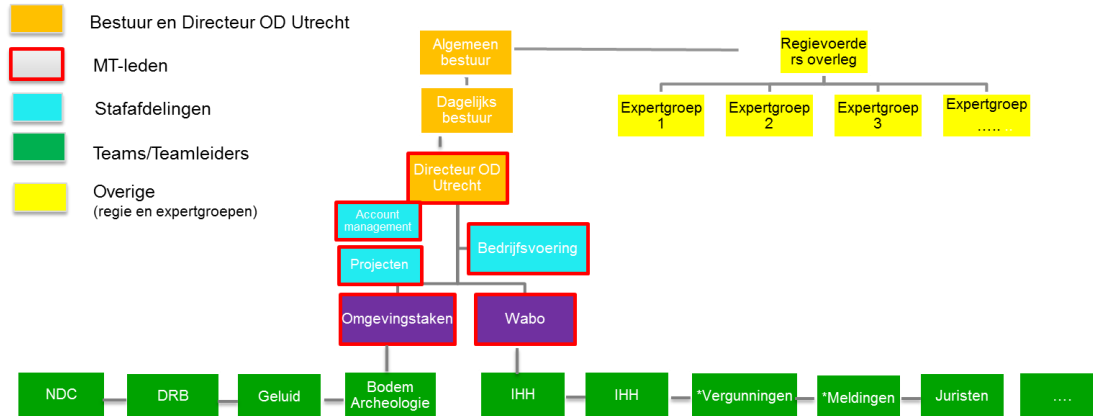 Bestuur en Directeur OD Utrecht
MT-leden
Stafafdelingen
Teams/Teamleiders
Overige
(regie en expertgroepen)
Algemeen
bestuur
Regievoerde
rs overleg
Dagelijks
bestuur
Expertgroep
1
Expertgroep
2
Expertgroep
3
Expertgroep
.....
Directeur OD
Utrecht
Account
management
Bedrijfsvoering
Projecten
Omgevingstaken
Wabo
NDC
DRB
Geluid
Bodem
Archeologie
IHH
IHH
*Vergunningen
*Meldingen
Juristen
....